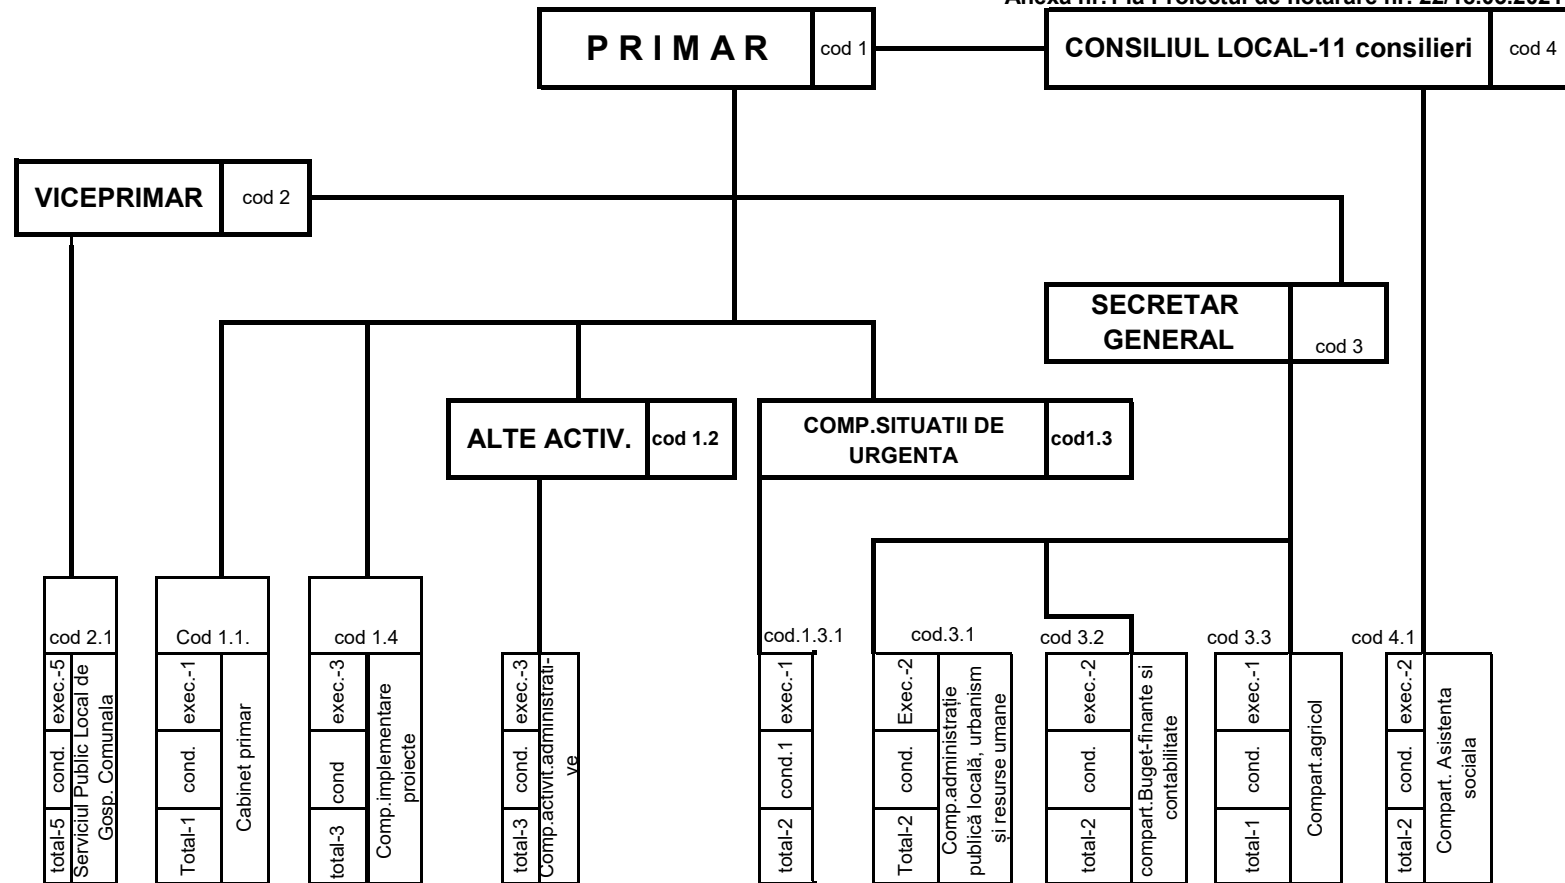 P R I M A R
cod 1
CONSILIUL LOCAL-11 consilieri
cod 4
VICEPRIMAR
cod 2
SECRETAR
GENERAL
cod 3
ALTE ACTIV.
cod 1.2
COMP.SITUATII DE
URGENTA
cod1.3
cod 2.1
exec.-5
cond.
total-5
Serviciul Public Local de
Gosp. Comunala
Cod 1.1.
exec.-1
cond.
Total-1
Cabinet primar
cod 1.4
exec.-3
cond
total-3
Comp.implementare
proiecte
exec.-3
cond.
total-3
Comp.activit.administrati-
ve
cod.1.3.1
exec.-1
cond.1
total-2
cod.3.1
Exec.-2
cond.
Total-2
Comp.administrație
publică locală, urbanism
și resurse umane
cod 3.2
exec.-2
cond.
total-2
compart.Buget-finante si
contabilitate
cod 3.3
exec.-1
cond.
total-1
Compart.agricol
cod 4.1
exec.-2
cond.
total-2
Compart. Asistenta
sociala